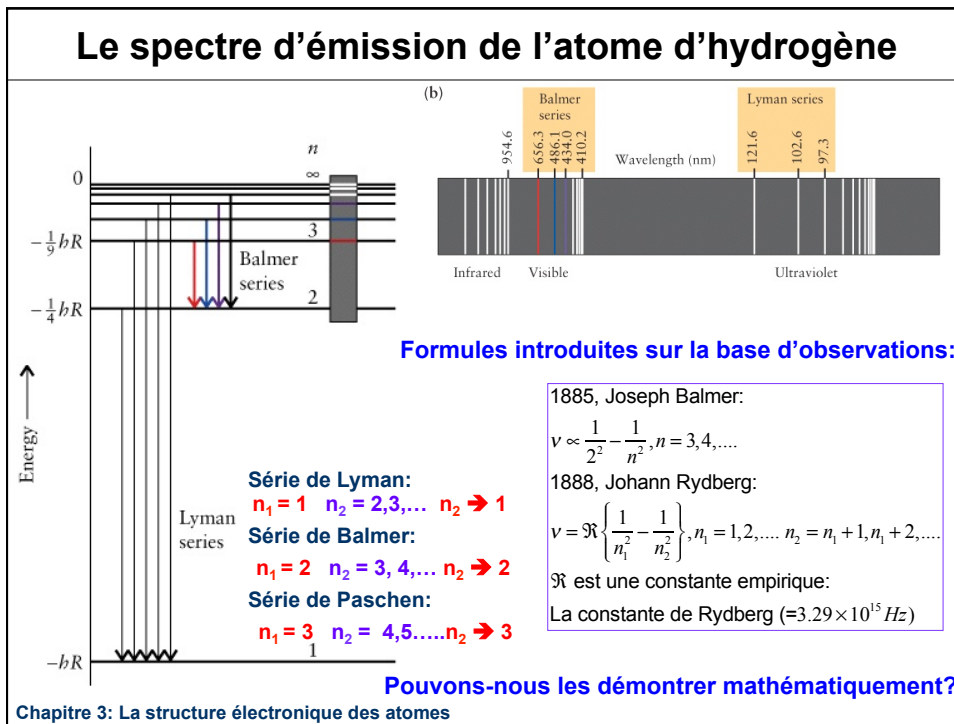 Le spectre d’émission de l’atome d’hydrogène
(b)
Balmer series
Lyman series
954.6
656.3
486.1
434.0
410.2
Wavelength (nm)
121.6
102.6
97.3
Infrared
Visible
Ultraviolet
n
0
∞
3
-1/9 hR
Balmer series
2
-1/4 hR
Energy →
Lyman series
1
-hR
Formules introduites sur la base d’observations:
1885, Joseph Balmer:
ν ∝ 1/2² − 1/n², n = 3,4,....
1888, Johann Rydberg:
ν = ℜ{1/n₁² − 1/n₂²}, n₁ = 1,2,.... n₂ = n₁ + 1, n₁ + 2,....
ℜ est une constante empirique:
La constante de Rydberg (=3.29×10¹⁵ Hz)
Série de Lyman:
n₁ = 1 n₂ = 2,3,… n₂ ➔ 1
Série de Balmer:
n₁ = 2 n₂ = 3, 4,… n₂ ➔ 2
Série de Paschen:
n₁ = 3 n₂ = 4,5…..n₂ ➔ 3
Pouvons-nous les démontrer mathématiquement?
Chapitre 3: La structure électronique des atomes